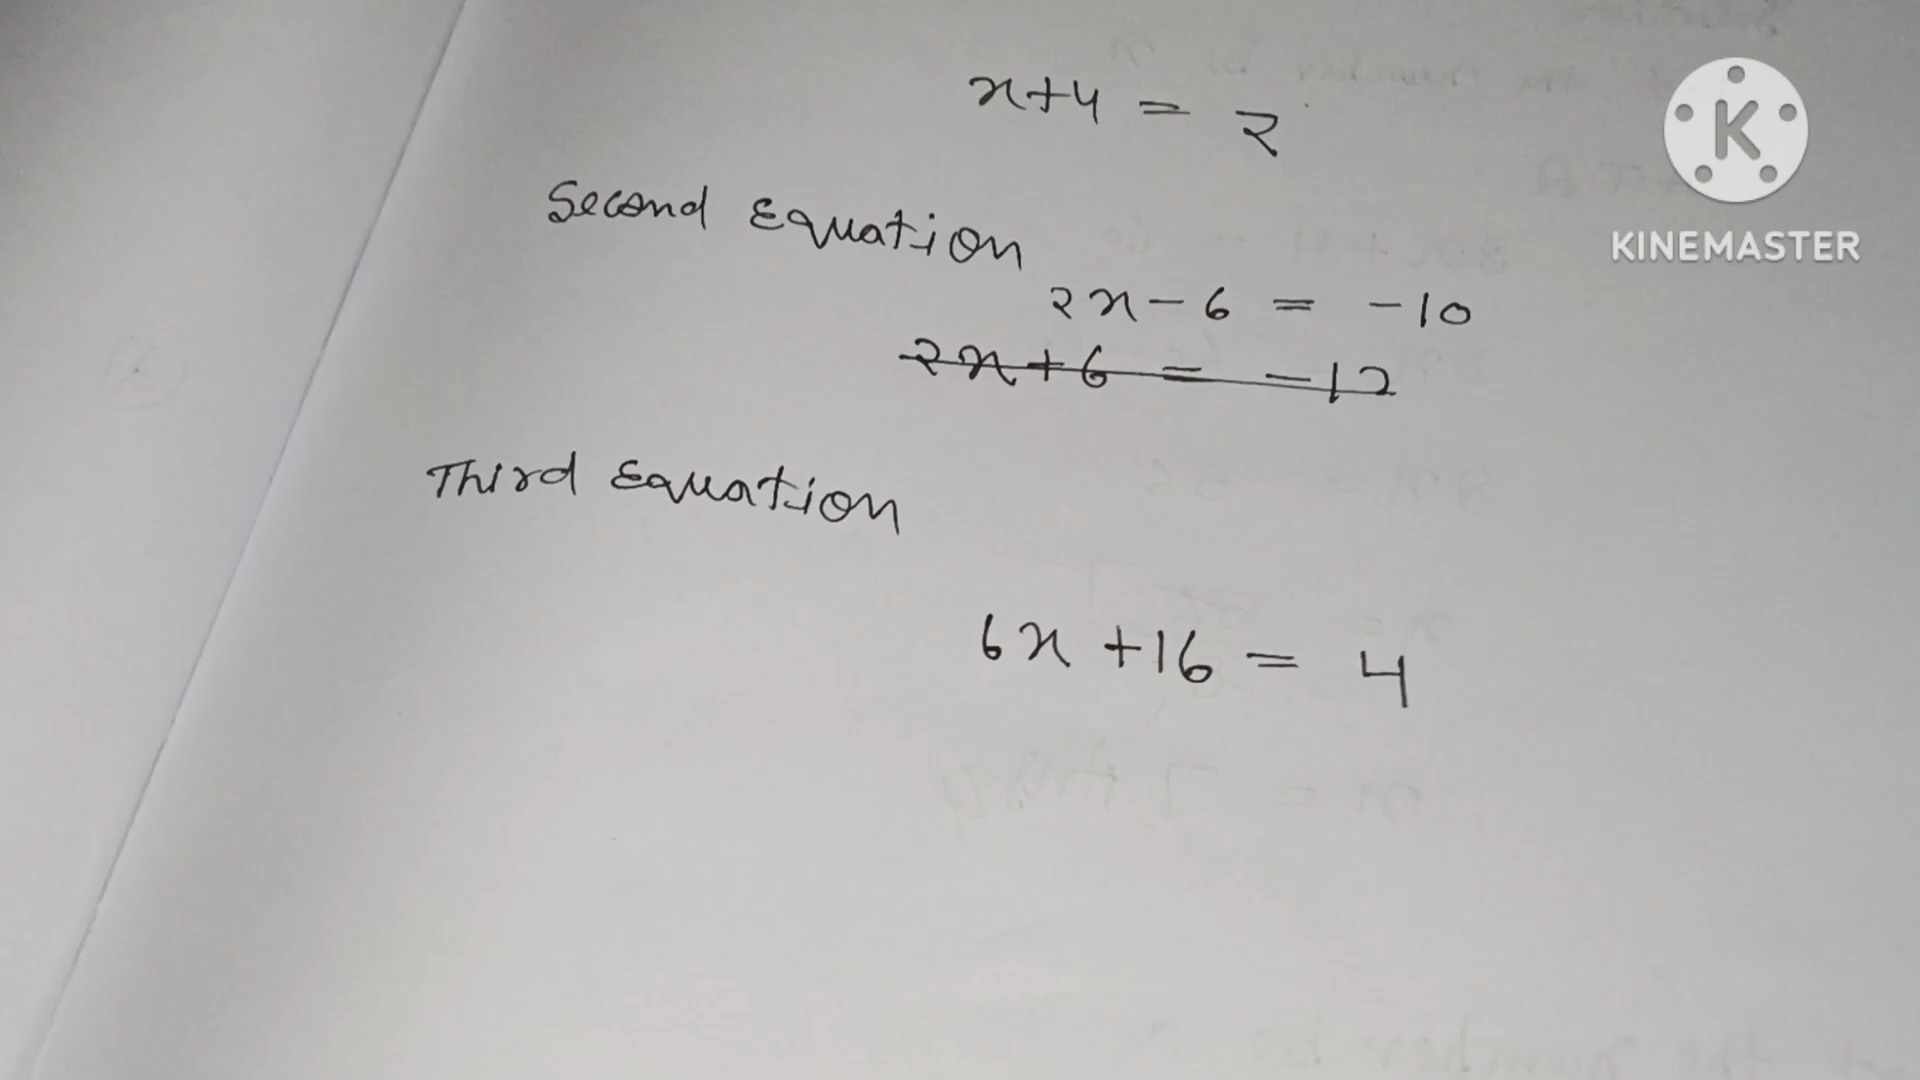 x+4 = 2
Second Equation
2x-6 = -10
2x+6 = -12
Third Equation
6x +16 = 4
K
KINEMASTER